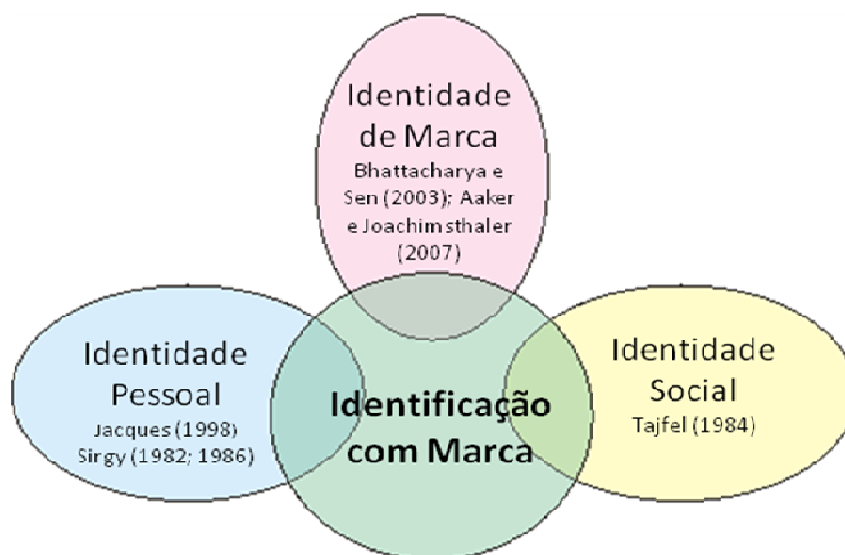 Identidade
de Marca
Bhattacharya e
Sen (2003); Aaker
e Joachimsthaler
(2007)
Identidade
Pessoal
Jacques (1998)
Sirgy (1982; 1986)
Identificação
com Marca
Identidade
Social
Tajfel (1984)